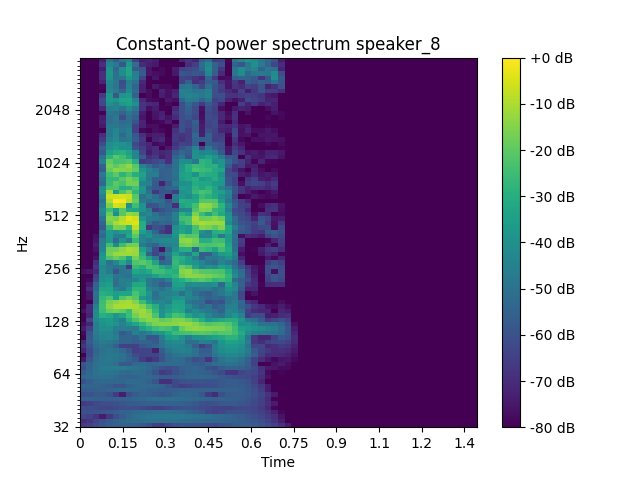 Constant-Q power spectrum speaker_8
+0 dB
-10 dB
-20 dB
-30 dB
-40 dB
-50 dB
-60 dB
-70 dB
-80 dB
2048
1024
512
256
128
64
32
Hz
0 0.15 0.3 0.45 0.6 0.75 0.9 1.1 1.2 1.4
Time